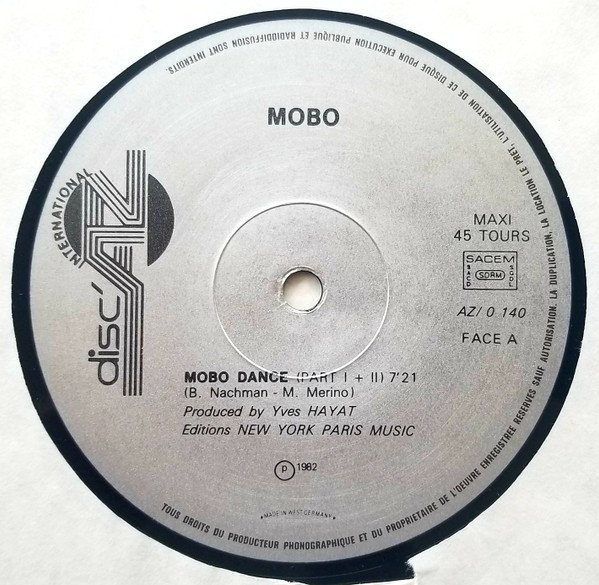 MOBO
disc'AZ
INTERNATIONAL
MAXI
45 TOURS
SACEM
SACD
SDRM
SGDL
AZ/ 0 140
FACE A
MOBO DANCE (PART I + II) 7'21
(B. Nachman - M. Merino)
Produced by Yves HAYAT
Editions NEW YORK PARIS MUSIC
℗ 1982
• MADE IN WEST GERMANY •
TOUS DROITS DU PRODUCTEUR PHONOGRAPHIQUE ET DU PROPRIETAIRE DE L'OEUVRE ENREGISTREE RESERVES SAUF AUTORISATION. LA DUPLICATION, LA LOCATION, LE PRET, L'UTILISATION DE CE DISQUE POUR EXECUTION PUBLIQUE ET RADIODIFFUSION SONT INTERDITS.